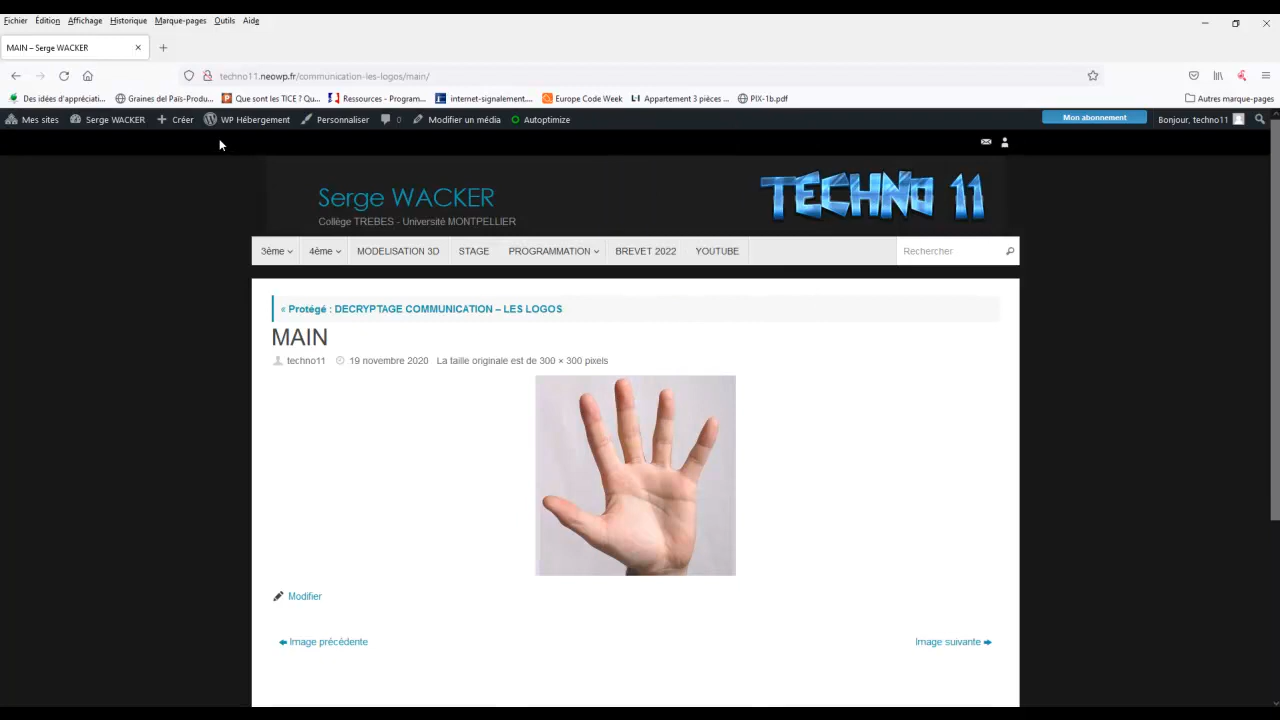 Fichier Édition Affichage Historique Marque-pages Outils Aide
MAIN – Serge WACKER
techno11.neowp.fr/communication-les-logos/main/
Des idées d'appréciati... Graines del Païs-Produ... Que sont les TICE ? Qu... Ressources - Program... internet-signalement.... Europe Code Week Appartement 3 pièces ... PIX-1b.pdf Autres marque-pages
Mes sites Serge WACKER Créer WP Hébergement Personnaliser 0 Modifier un média Autoptimize Mon abonnement Bonjour, techno11
Serge WACKER
TECHNO 11
Collège TREBES - Université MONTPELLIER
3ème 4ème MODELISATION 3D STAGE PROGRAMMATION BREVET 2022 YOUTUBE Rechercher
« Protégé : DECRYPTAGE COMMUNICATION – LES LOGOS
MAIN
techno11 19 novembre 2020 La taille originale est de 300 × 300 pixels
Modifier
Image précédente Image suivante